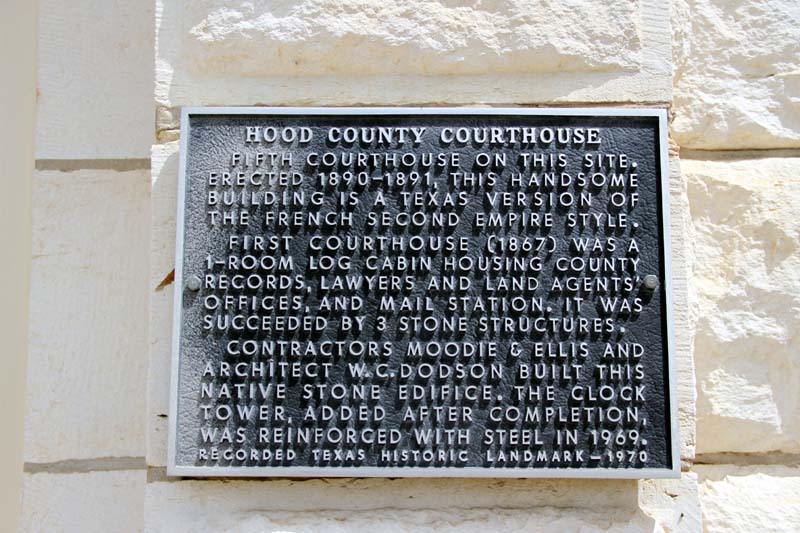 HOOD COUNTY COURTHOUSE
FIFTH COURTHOUSE ON THIS SITE.
ERECTED 1890-1891, THIS HANDSOME
BUILDING IS A TEXAS VERSION OF
THE FRENCH SECOND EMPIRE STYLE.
FIRST COURTHOUSE (1867) WAS A
1-ROOM LOG CABIN HOUSING COUNTY
RECORDS, LAWYERS AND LAND AGENTS'
OFFICES, AND MAIL STATION. IT WAS
SUCCEEDED BY 3 STONE STRUCTURES.
CONTRACTORS MOODIE & ELLIS AND
ARCHITECT W.C. DODSON BUILT THIS
NATIVE STONE EDIFICE. THE CLOCK
TOWER, ADDED AFTER COMPLETION,
WAS REINFORCED WITH STEEL IN 1969.
RECORDED TEXAS HISTORIC LANDMARK — 1970